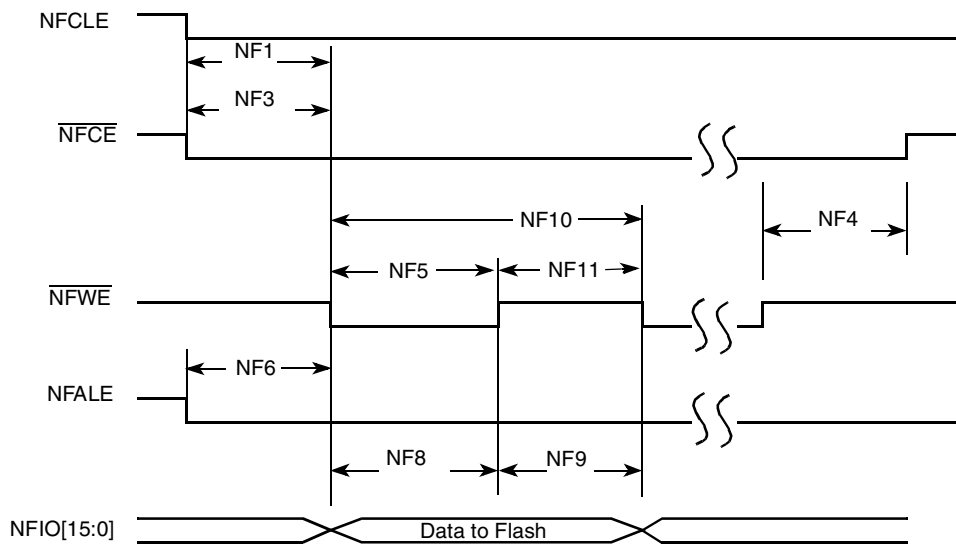 NFCLE
NF1
NF3
NFCE
NF10
NF4
NF5
NF11
NFWE
NF6
NFALE
NF8
NF9
NFIO[15:0]
Data to Flash